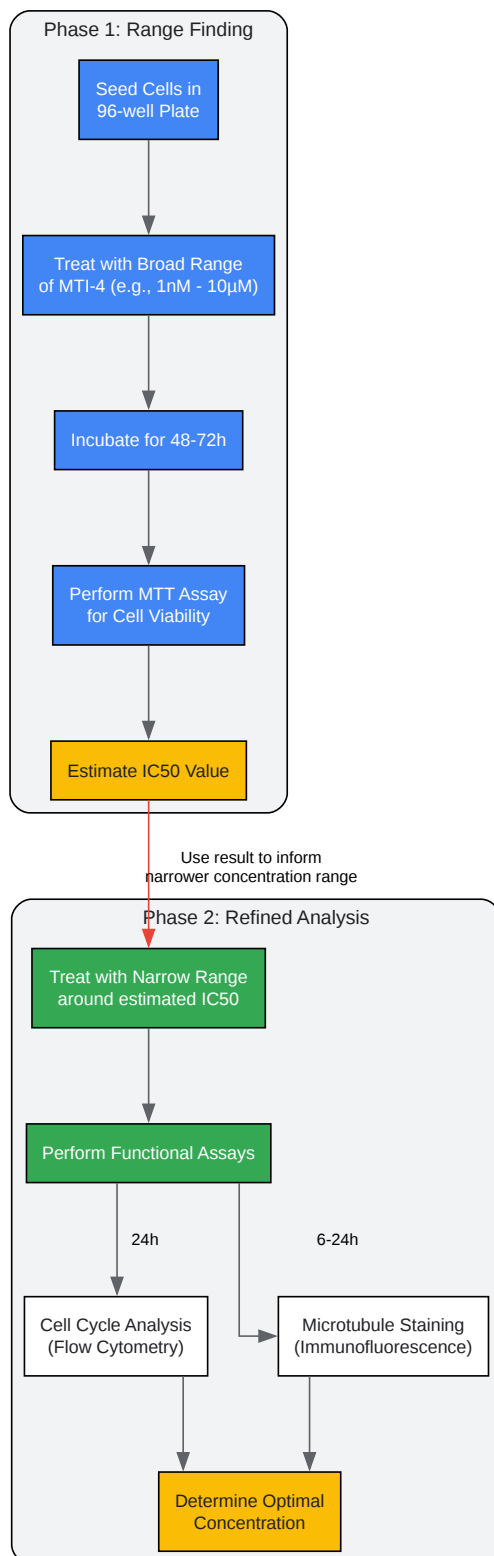 Phase 1: Range Finding
Seed Cells in
96-well Plate
Treat with Broad Range
of MTI-4 (e.g., 1nM - 10µM)
Incubate for 48-72h
Perform MTT Assay
for Cell Viability
Estimate IC50 Value
Use result to inform
narrower concentration range
Phase 2: Refined Analysis
Treat with Narrow Range
around estimated IC50
Perform Functional Assays
24h
6-24h
Cell Cycle Analysis
(Flow Cytometry)
Microtubule Staining
(Immunofluorescence)
Determine Optimal
Concentration